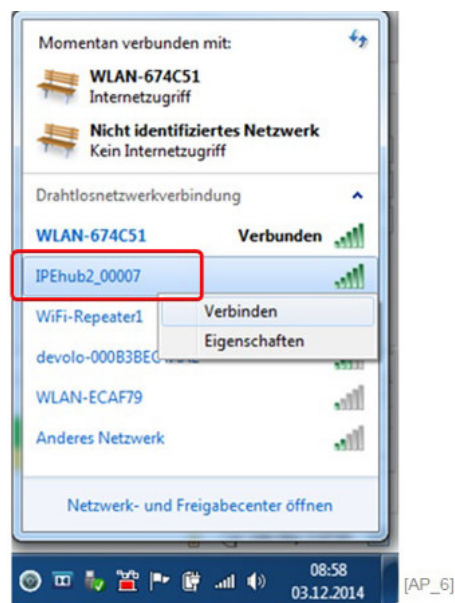 Momentan verbunden mit:
WLAN-674C51
Internetzugriff
Nicht identifiziertes Netzwerk
Kein Internetzugriff
Drahtlosnetzwerkverbindung
WLAN-674C51 Verbunden
IPEhub2_00007
Verbinden
WiFi-Repeater1
Eigenschaften
WLAN-ECAF79
Anderes Netzwerk
Netzwerk- und Freigabecenter öffnen
08:58
03.12.2014
[AP_6]